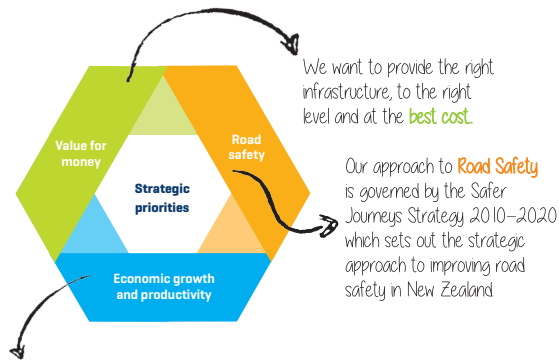 We want to provide the right
infrastructure, to the right
level and at the best cost.
Value for
money
Road
safety
Strategic
priorities
Our approach to Road Safety
is governed by the Safer
Journeys Strategy 2010–2020
which sets out the strategic
approach to improving road
safety in New Zealand.
Economic growth
and productivity